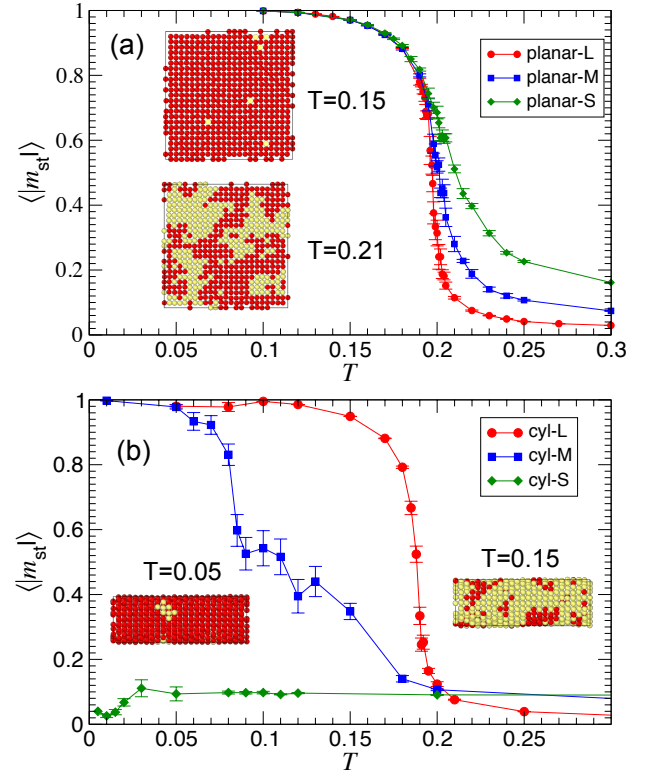 (a)
T=0.15
T=0.21
planar-L
planar-M
planar-S
⟨|m_st|⟩
1
0.8
0.6
0.4
0.2
0
0 0.05 0.1 0.15 0.2 0.25 0.3
T
(b)
cyl-L
cyl-M
cyl-S
T=0.05
T=0.15
⟨|m_st|⟩
1
0.8
0.6
0.4
0.2
0
0 0.05 0.1 0.15 0.2 0.25 0.3
T